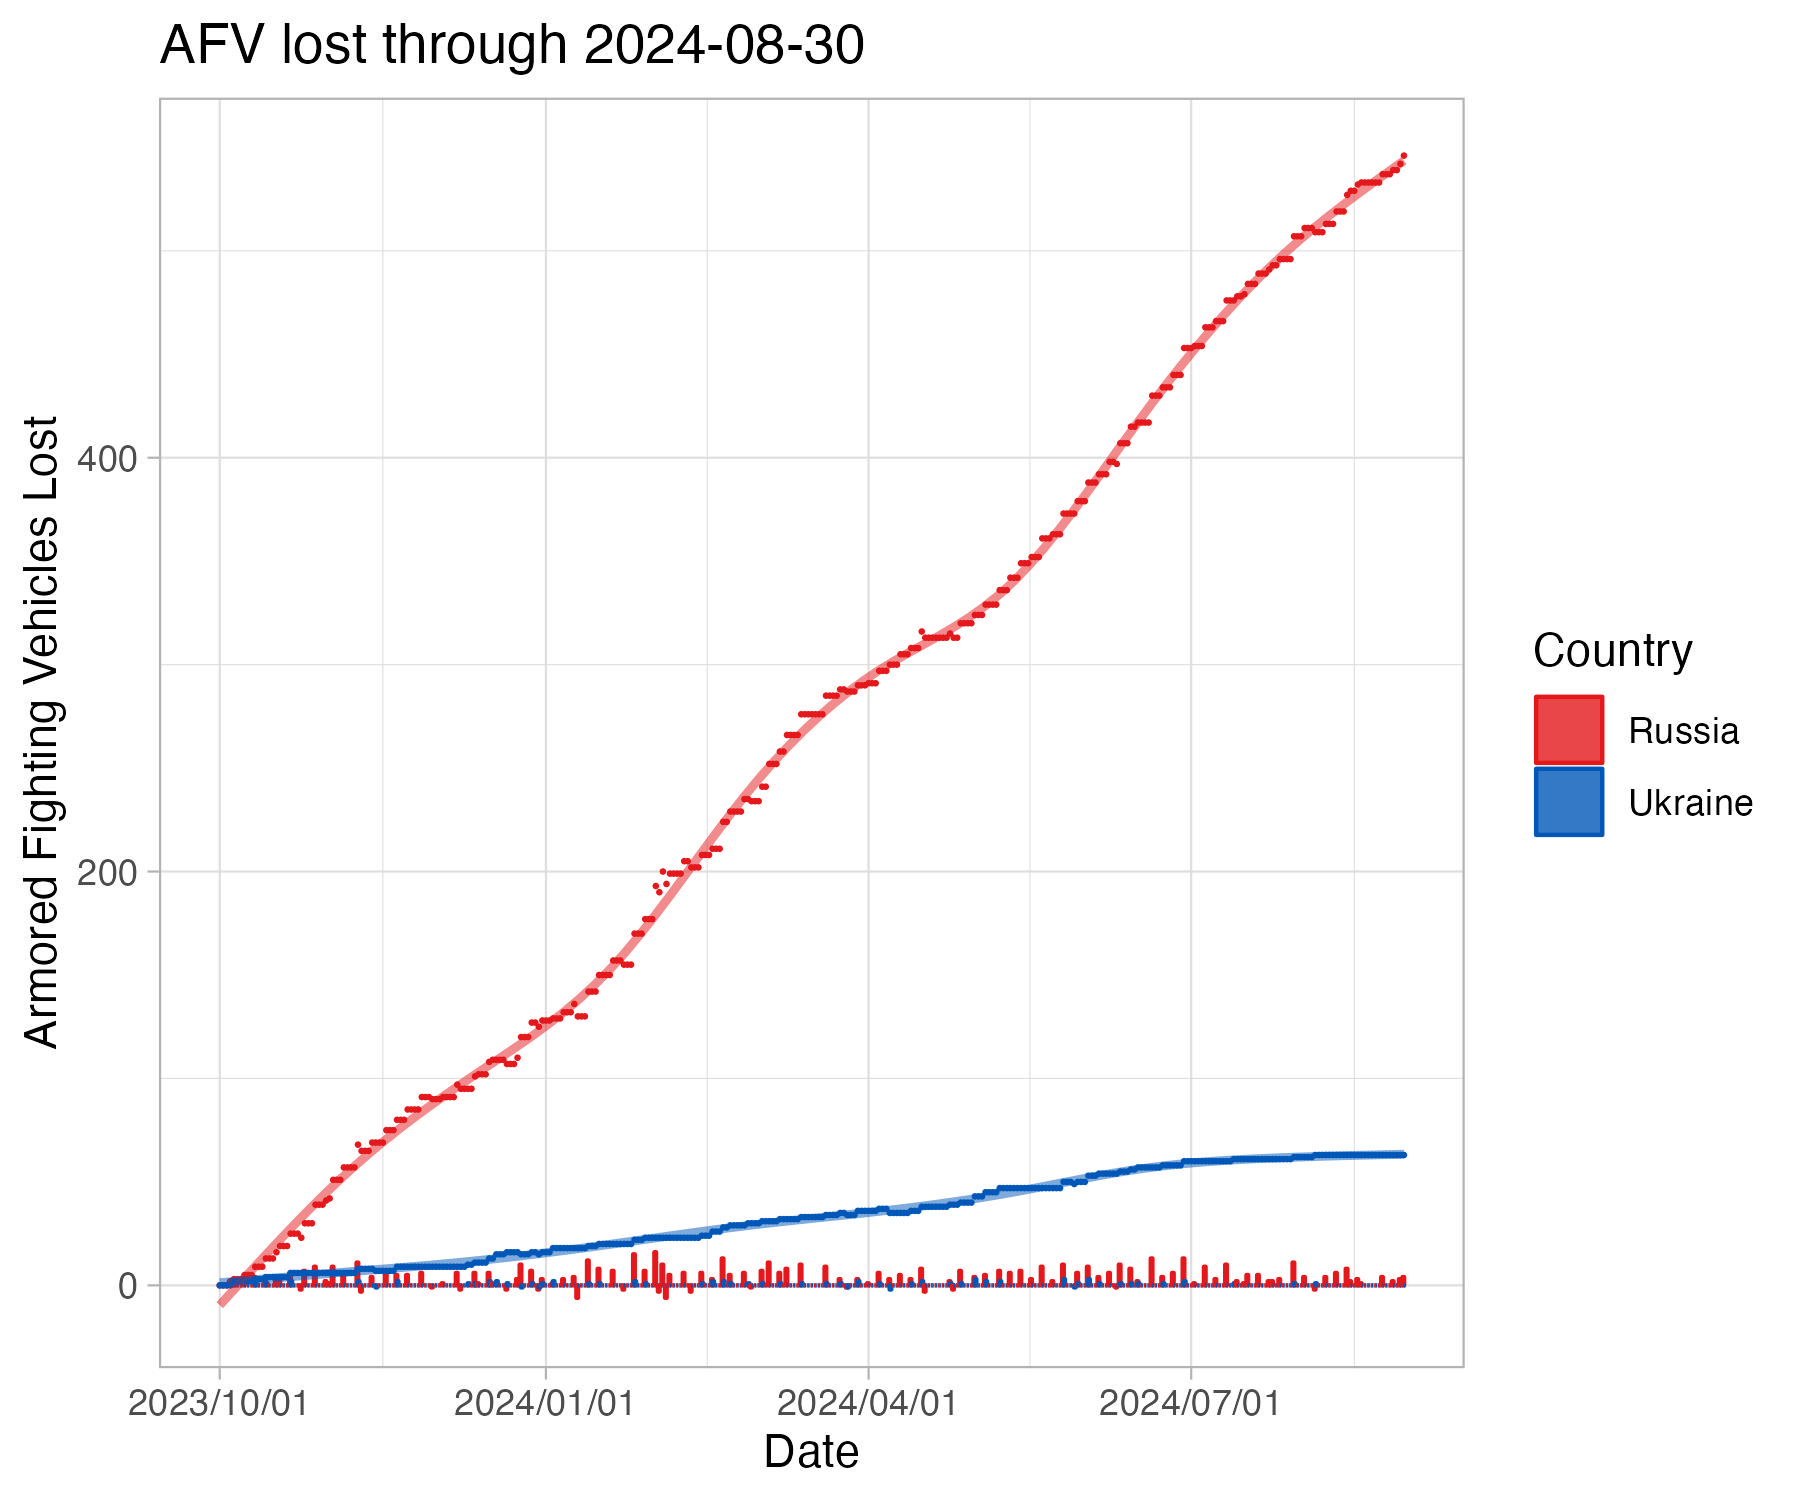 AFV lost through 2024-08-30
Armored Fighting Vehicles Lost
400
200
0
2023/10/01
2024/01/01
2024/04/01
2024/07/01
Date
Country
Russia
Ukraine